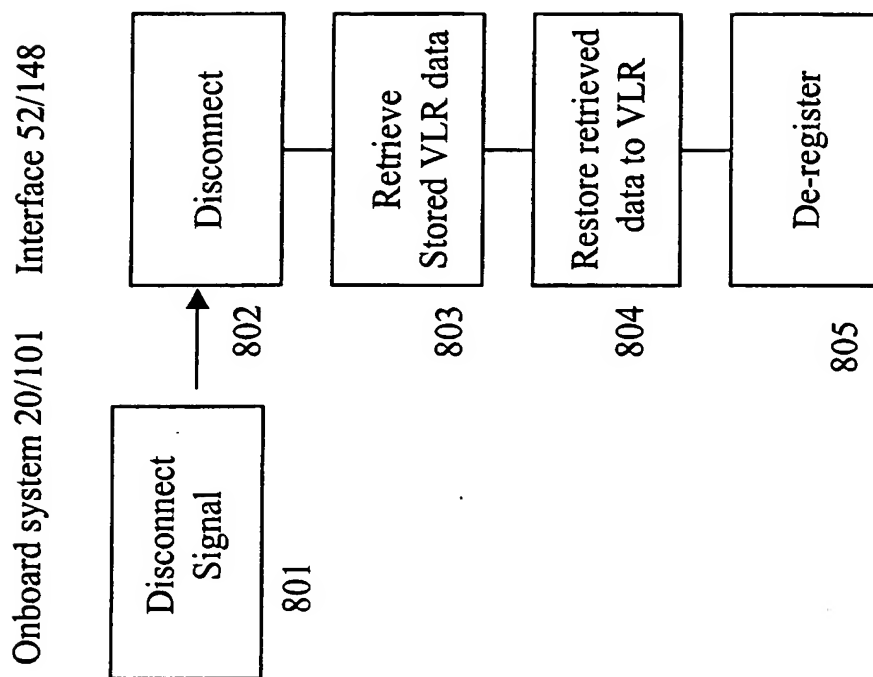 Onboard system 20/101
Interface 52/148
Disconnect
Signal
801
Disconnect
802
Retrieve
Stored VLR data
803
Restore retrieved
data to VLR
804
De-register
805